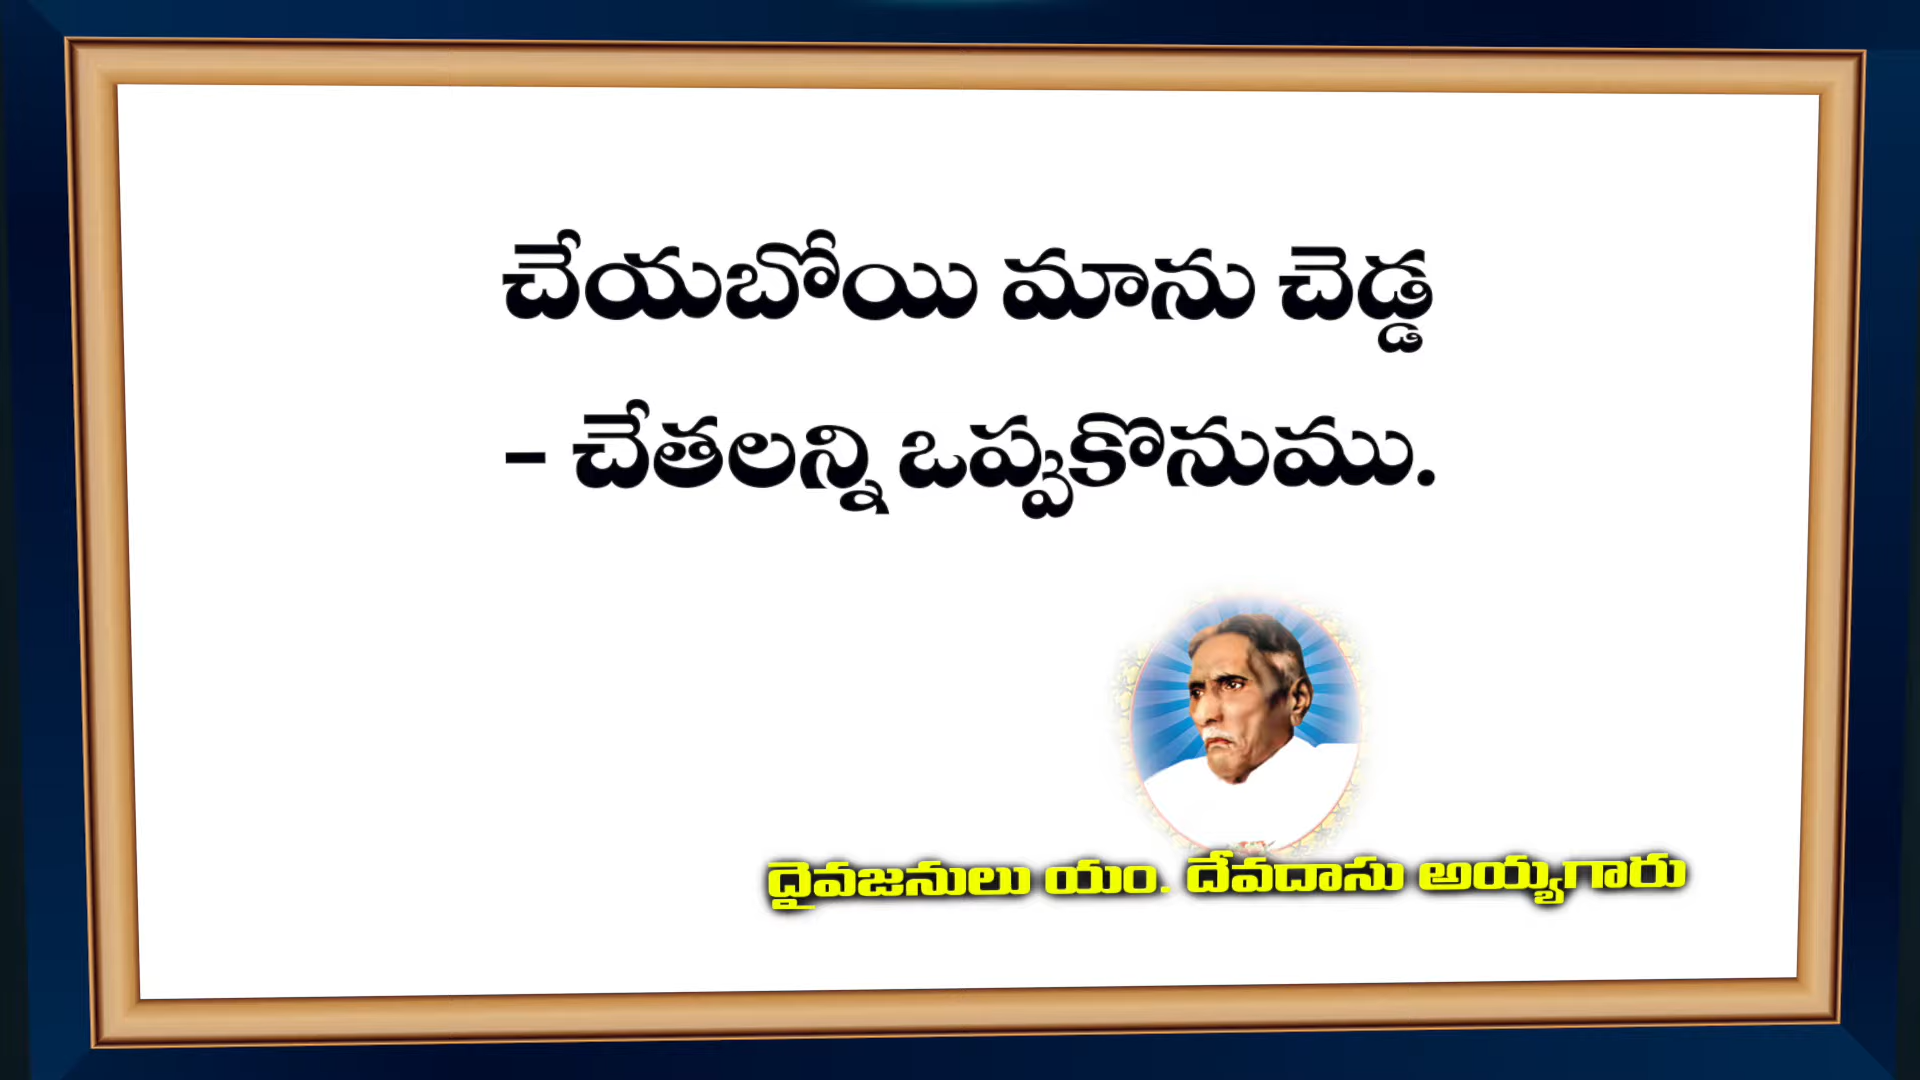 చేయబోయి మాను చెడ్డ
- చేతలన్ని ఒప్పుకొనుము.
దైవజనులు యం. దేవదాసు అయ్యగారు